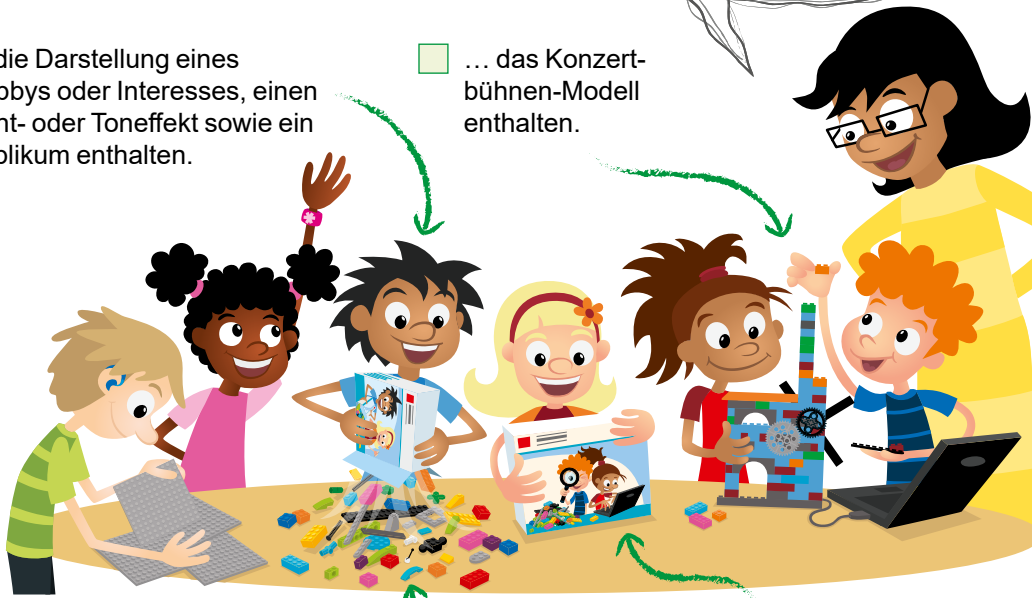 die Darstellung eines
bbys oder Interesses, einen
ht- oder Toneffekt sowie ein
blikum enthalten.
… das Konzert-
bühnen-Modell
enthalten.